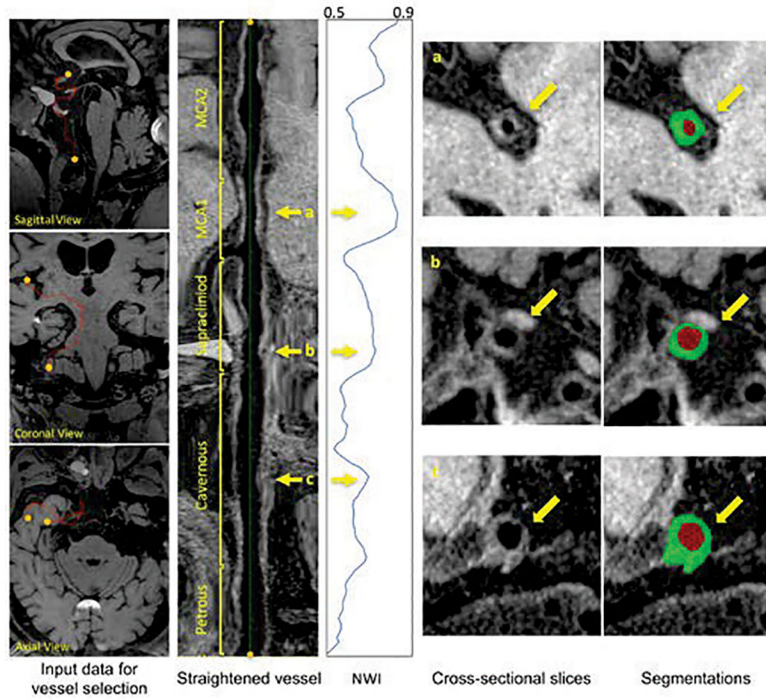 0.5 0.9
MCA2
MCA1
Supraclinoid
Cavernous
Petrous
Sagittal View
Coronal View
Axial View
a
b
c
a
b
Input data for
vessel selection
Straightened vessel
NWI
Cross-sectional slices
Segmentations